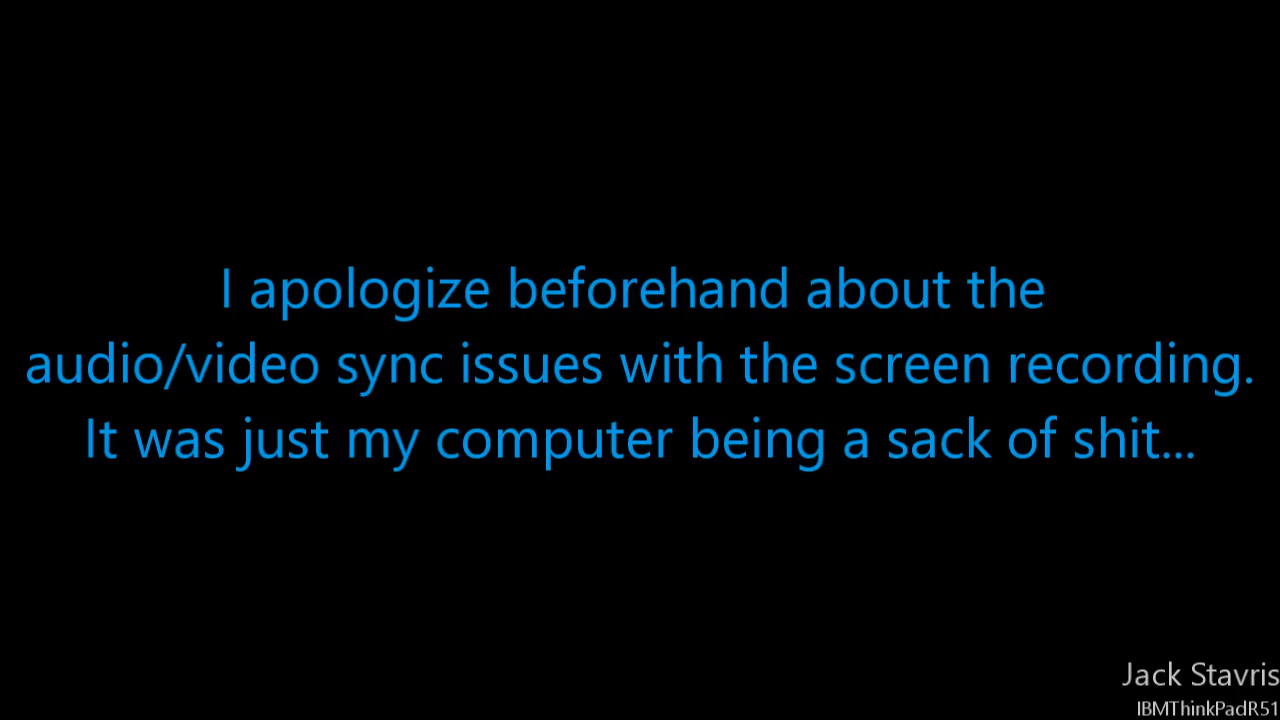 I apologize beforehand about the
audio/video sync issues with the screen recording.
It was just my computer being a sack of shit...
Jack Stavris
IBMThinkPadR51